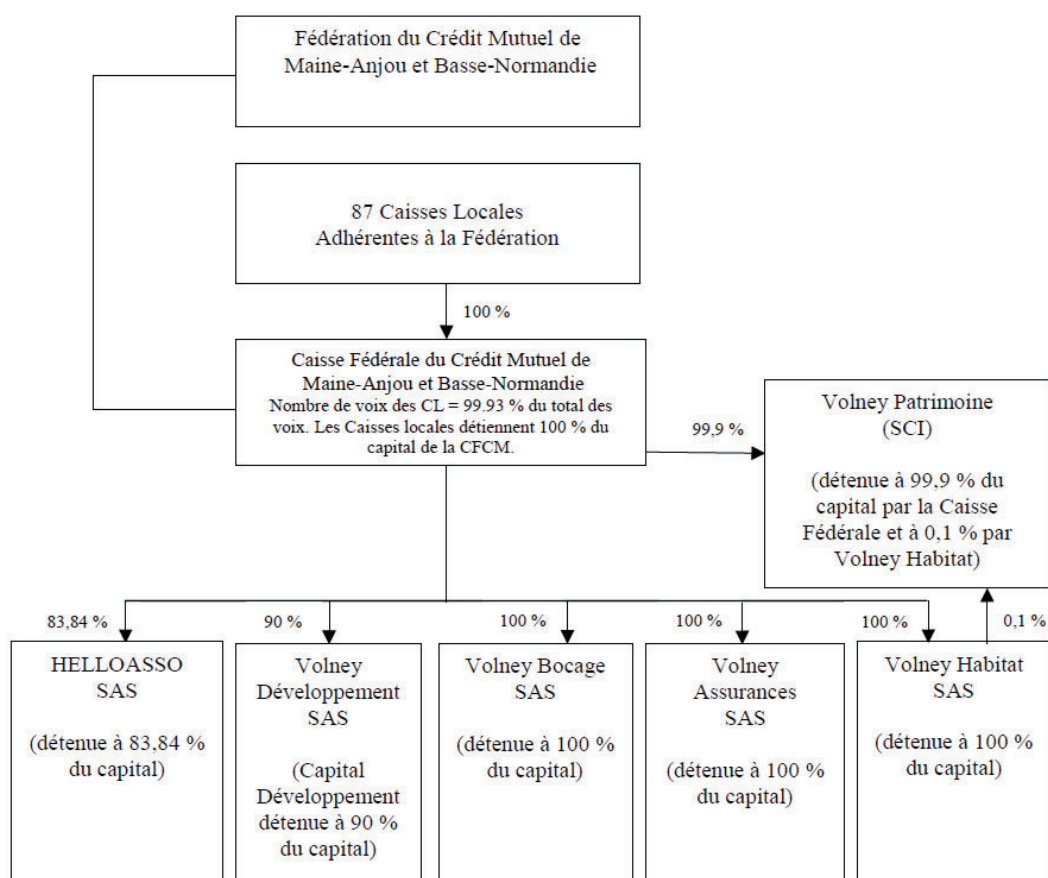 Fédération du Crédit Mutuel de
Maine-Anjou et Basse-Normandie
87 Caisses Locales
Adhérentes à la Fédération
100 %
Caisse Fédérale du Crédit Mutuel de
Maine-Anjou et Basse-Normandie
Nombre de voix des CL = 99.93 % du total des
voix. Les Caisses locales détiennent 100 % du
capital de la CFCM.
99,9 %
Volney Patrimoine
(SCI)
(détenue à 99,9 % du
capital par la Caisse
Fédérale et à 0,1 % par
Volney Habitat)
83,84 %
90 %
100 %
100 %
100 %
0,1 %
HELLOASSO
SAS
(détenue à 83,84 %
du capital)
Volney
Développement
SAS
(Capital
Développement
détenue à 90 %
du capital)
Volney Bocage
SAS
(détenue à 100 %
du capital)
Volney
Assurances
SAS
(détenue à 100 %
du capital)
Volney Habitat
SAS
(détenue à 100 %
du capital)